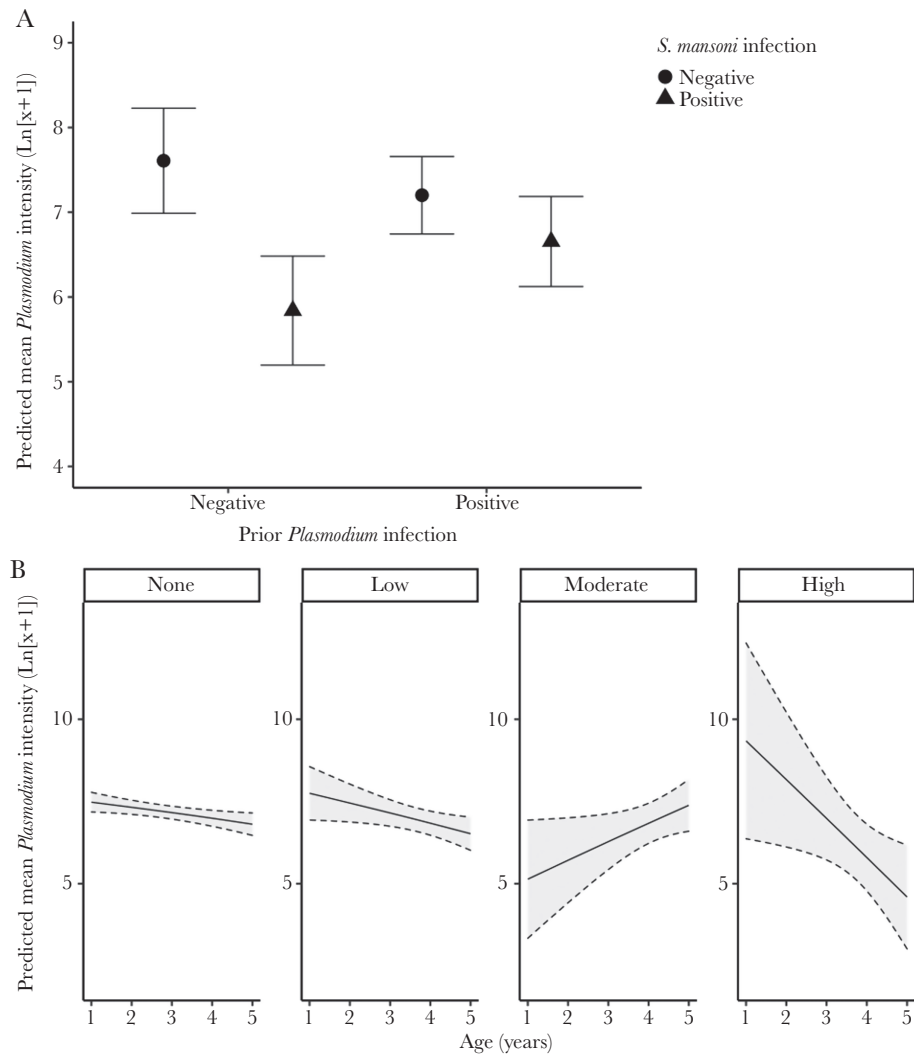 A
Predicted mean Plasmodium intensity (Ln[x+1])
9
8
7
6
5
4
S. mansoni infection
Negative
Positive
Negative Positive
Prior Plasmodium infection
B
None Low Moderate High
Predicted mean Plasmodium intensity (Ln[x+1])
10 10 10 10
5 5 5 5
1 2 3 4 5 1 2 3 4 5 1 2 3 4 5 1 2 3 4 5
Age (years)